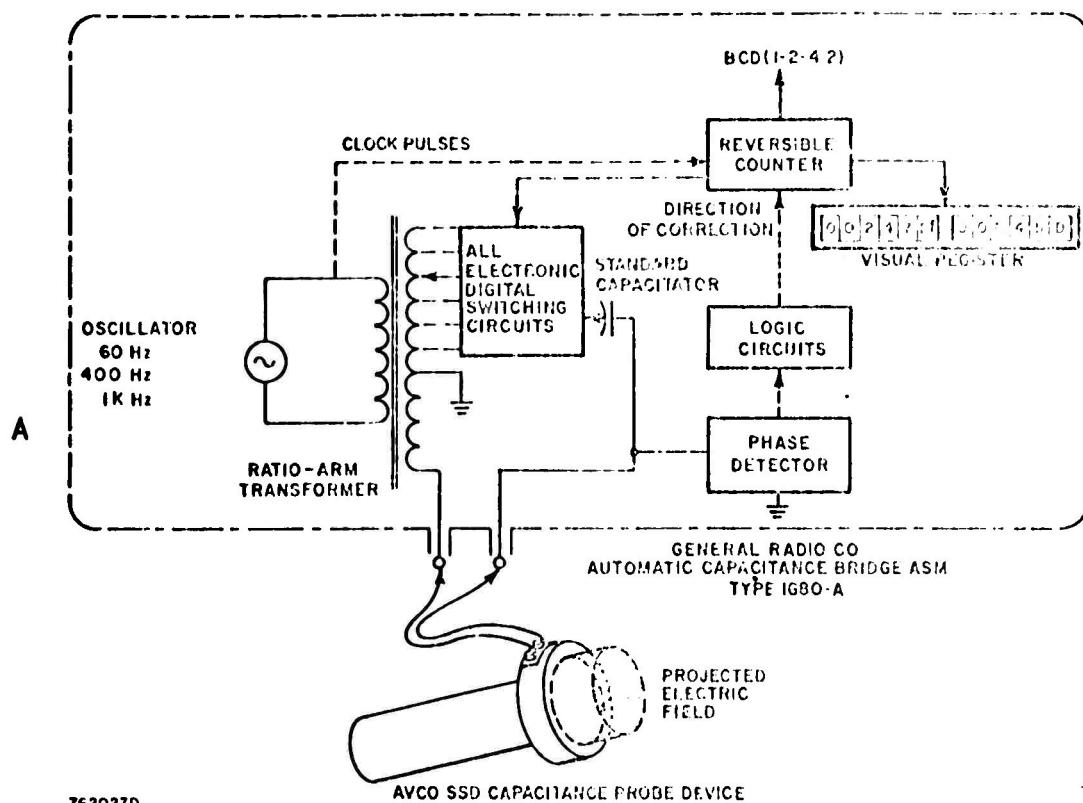 BCD(1-2-4 2)
CLOCK PULSES
REVERSIBLE
COUNTER
DIRECTION
OF CORRECTION
VISUAL REGISTER
ALL
ELECTRONIC
DIGITAL
SWITCHING
CIRCUITS
STANDARD
CAPACITATOR
LOGIC
CIRCUITS
OSCILLATOR
60 Hz
400 Hz
1K Hz
A
PHASE
DETECTOR
RATIO-ARM
TRANSFORMER
GENERAL RADIO CO
AUTOMATIC CAPACITANCE BRIDGE ASM
TYPE 1680-A
PROJECTED
ELECTRIC
FIELD
AVCO SSD CAPACITANCE PROBE DEVICE